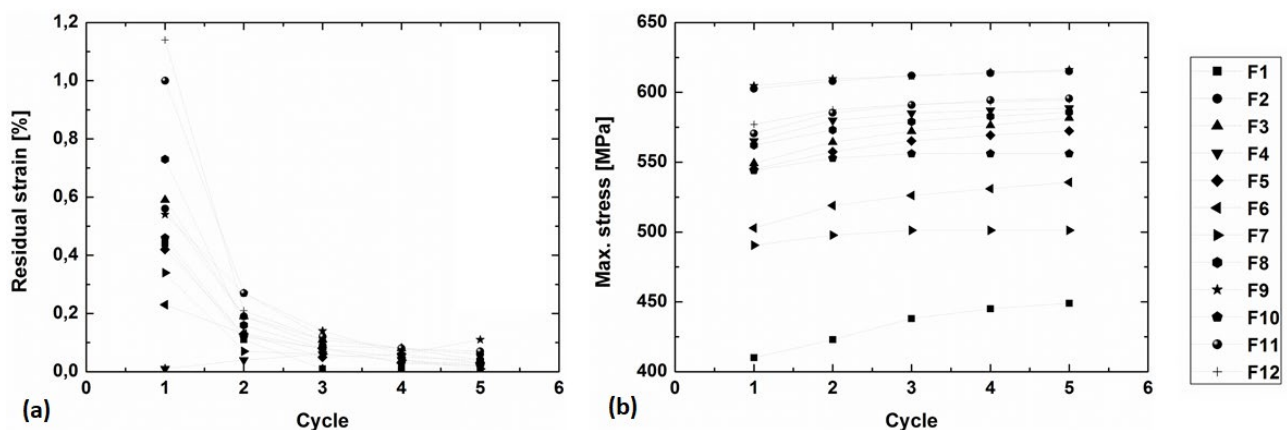 Residual strain [%]
1,2
1,0
0,8
0,6
0,4
0,2
0,0
0 1 2 3 4 5 6
Cycle
(a)
Max. stress [MPa]
650
600
550
500
450
400
0 1 2 3 4 5 6
Cycle
(b)
F1
F2
F3
F4
F5
F6
F7
F8
F9
F10
F11
F12